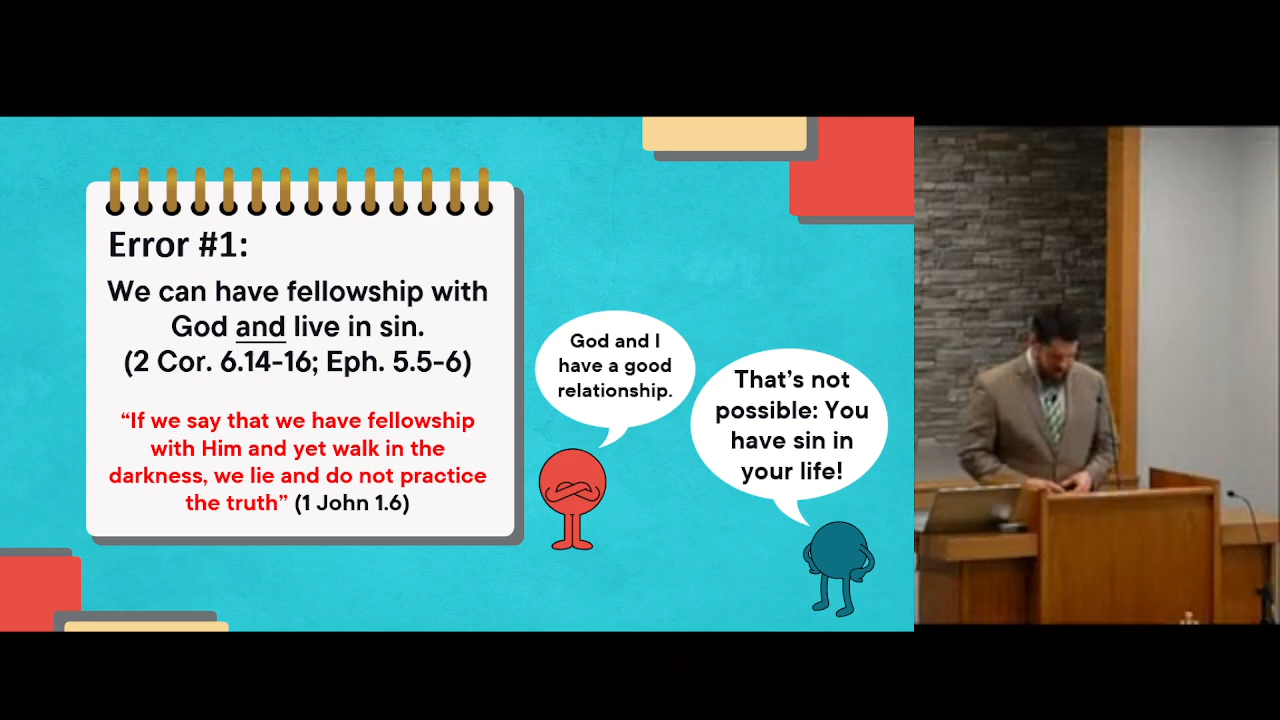 Error #1:
We can have fellowship with
God and live in sin.
(2 Cor. 6.14-16; Eph. 5.5-6)
“If we say that we have fellowship
with Him and yet walk in the
darkness, we lie and do not practice
the truth” (1 John 1.6)
God and I
have a good
relationship.
That’s not
possible: You
have sin in
your life!